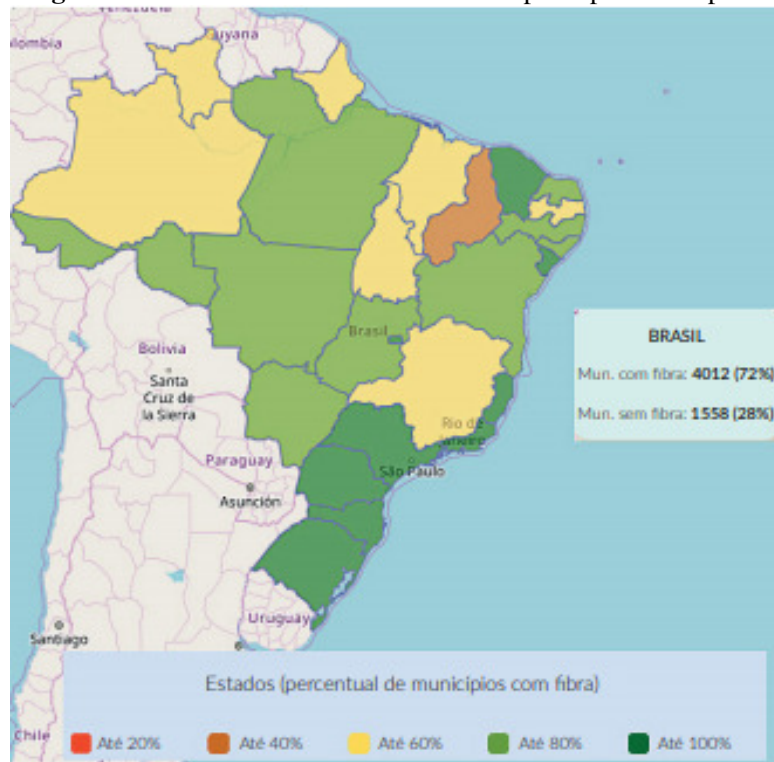 Venezuela
Guyana
olombia
Brasil
Bolivia
Santa
Cruz de
la Sierra
BRASIL
Mun. com fibra: 4012 (72%)
Mun. sem fibra: 1558 (28%)
Rio de
Janeiro
São Paulo
Paraguay
Asunción
Uruguay
Santiago
Chile
Estados (percentual de municípios com fibra)
Até 20%
Até 40%
Até 60%
Até 80%
Até 100%